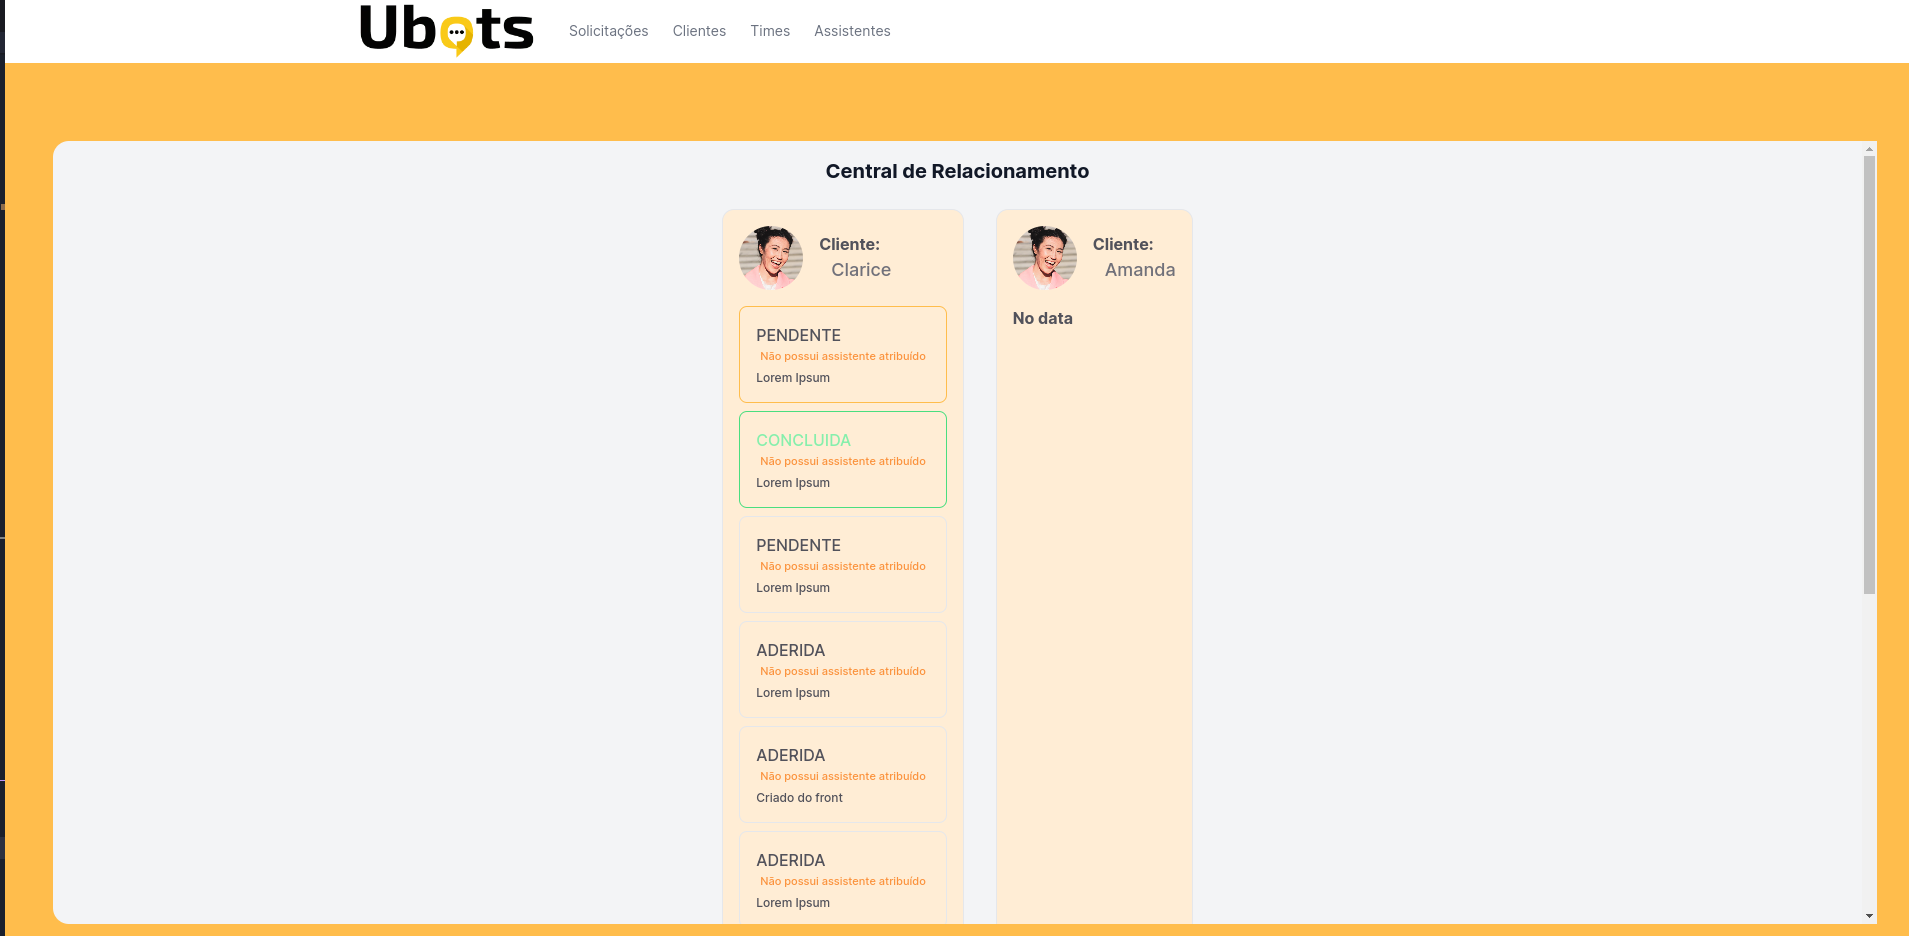 Ubots
Solicitações Clientes Times Assistentes
Central de Relacionamento
Cliente:
Clarice
PENDENTE
Não possui assistente atribuído
Lorem Ipsum
CONCLUIDA
Não possui assistente atribuído
Lorem Ipsum
PENDENTE
Não possui assistente atribuído
Lorem Ipsum
ADERIDA
Não possui assistente atribuído
Lorem Ipsum
ADERIDA
Não possui assistente atribuído
Criado do front
ADERIDA
Não possui assistente atribuído
Lorem Ipsum
Cliente:
Amanda
No data